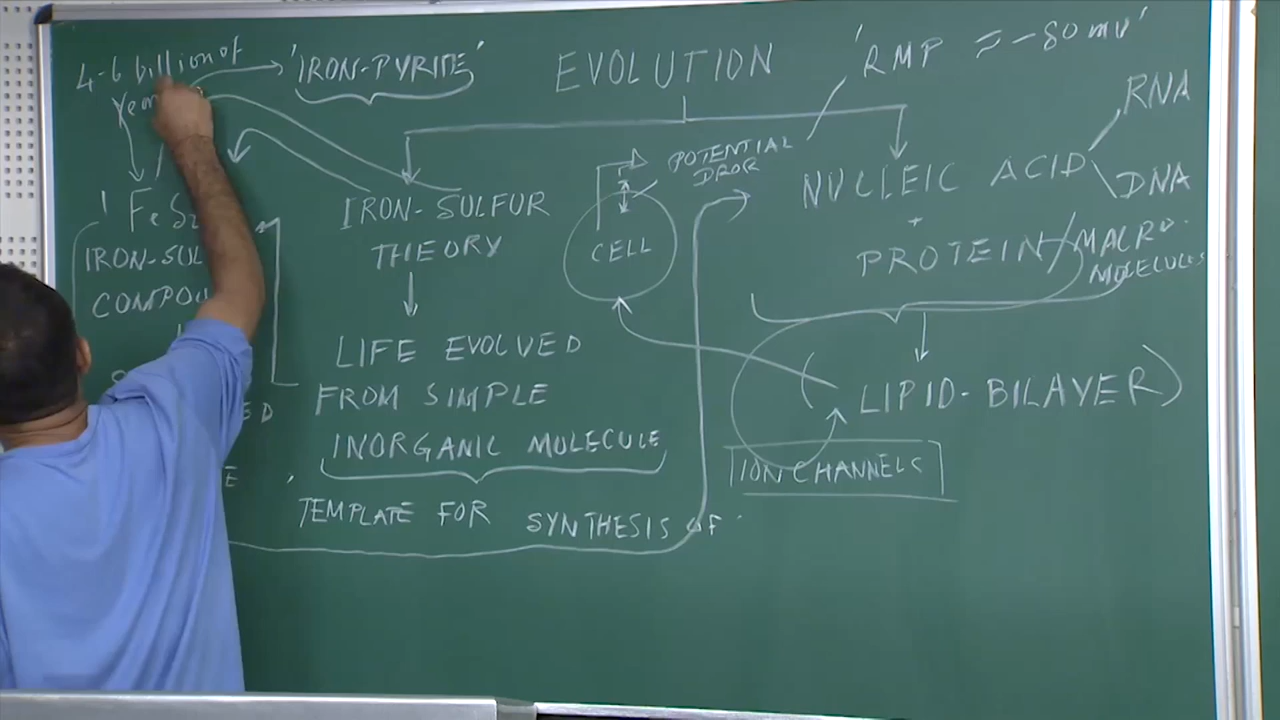 4-6 billion of
'IRON-PYRITE'
EVOLUTION
'RMP ≈ -80 mV'
RNA
DNA
NUCLEIC ACID
+
PROTEIN/MACRO-
MOLECULES
POTENTIAL
DROP
CELL
IRON-SULFUR
THEORY
LIFE EVOLVED
FROM SIMPLE
INORGANIC MOLECULE
IRON-
LIPID-BILAYER)
ION CHANNELS
TEMPLATE FOR SYNTHESIS OF